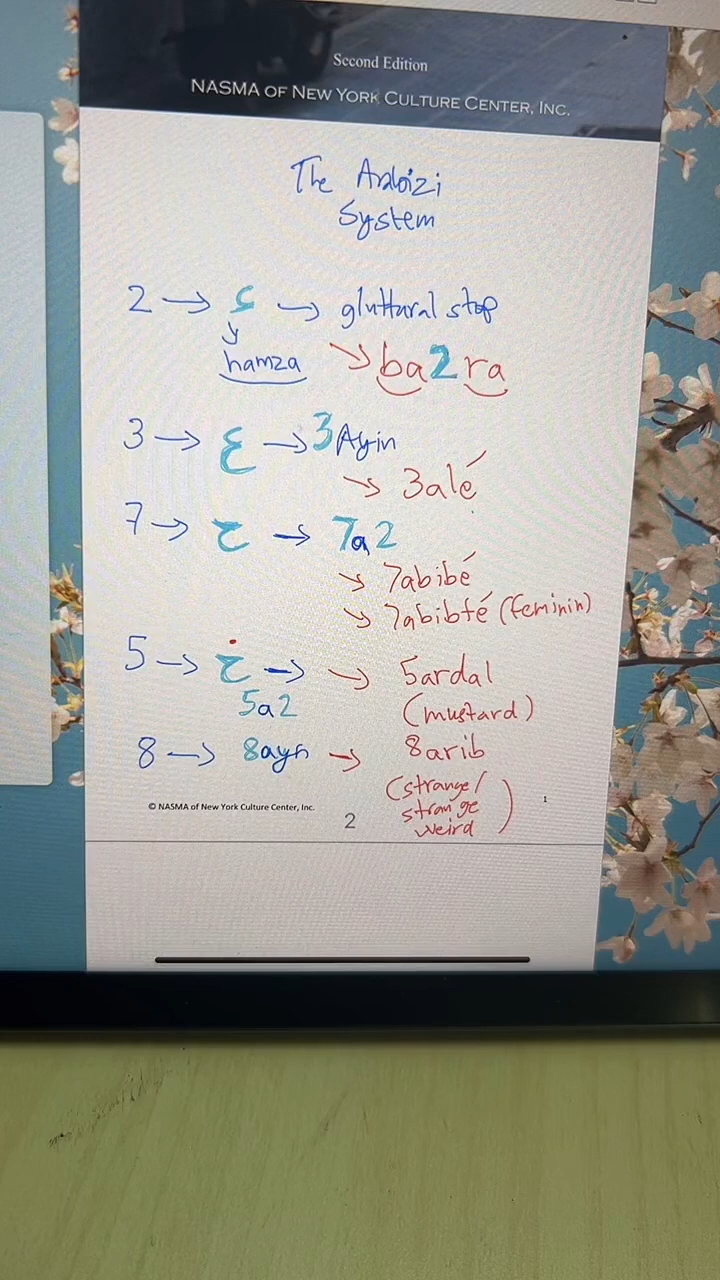 Second Edition
NASMA OF NEW YORK CULTURE CENTER, INC.
The Arabizi
System
2 → ء → gluttural stop
hamza → ba2ra
3 → ع → 3Ayin
→ 3alé
7 → ح → 7a2
→ 7abibé
→ 7abibté (feminin)
5 → خ → → 5ardal
5a2 (mustard)
8 → 8ayn → 8arib
(strange/
strange
weird)
© NASMA of New York Culture Center, Inc.
2
1